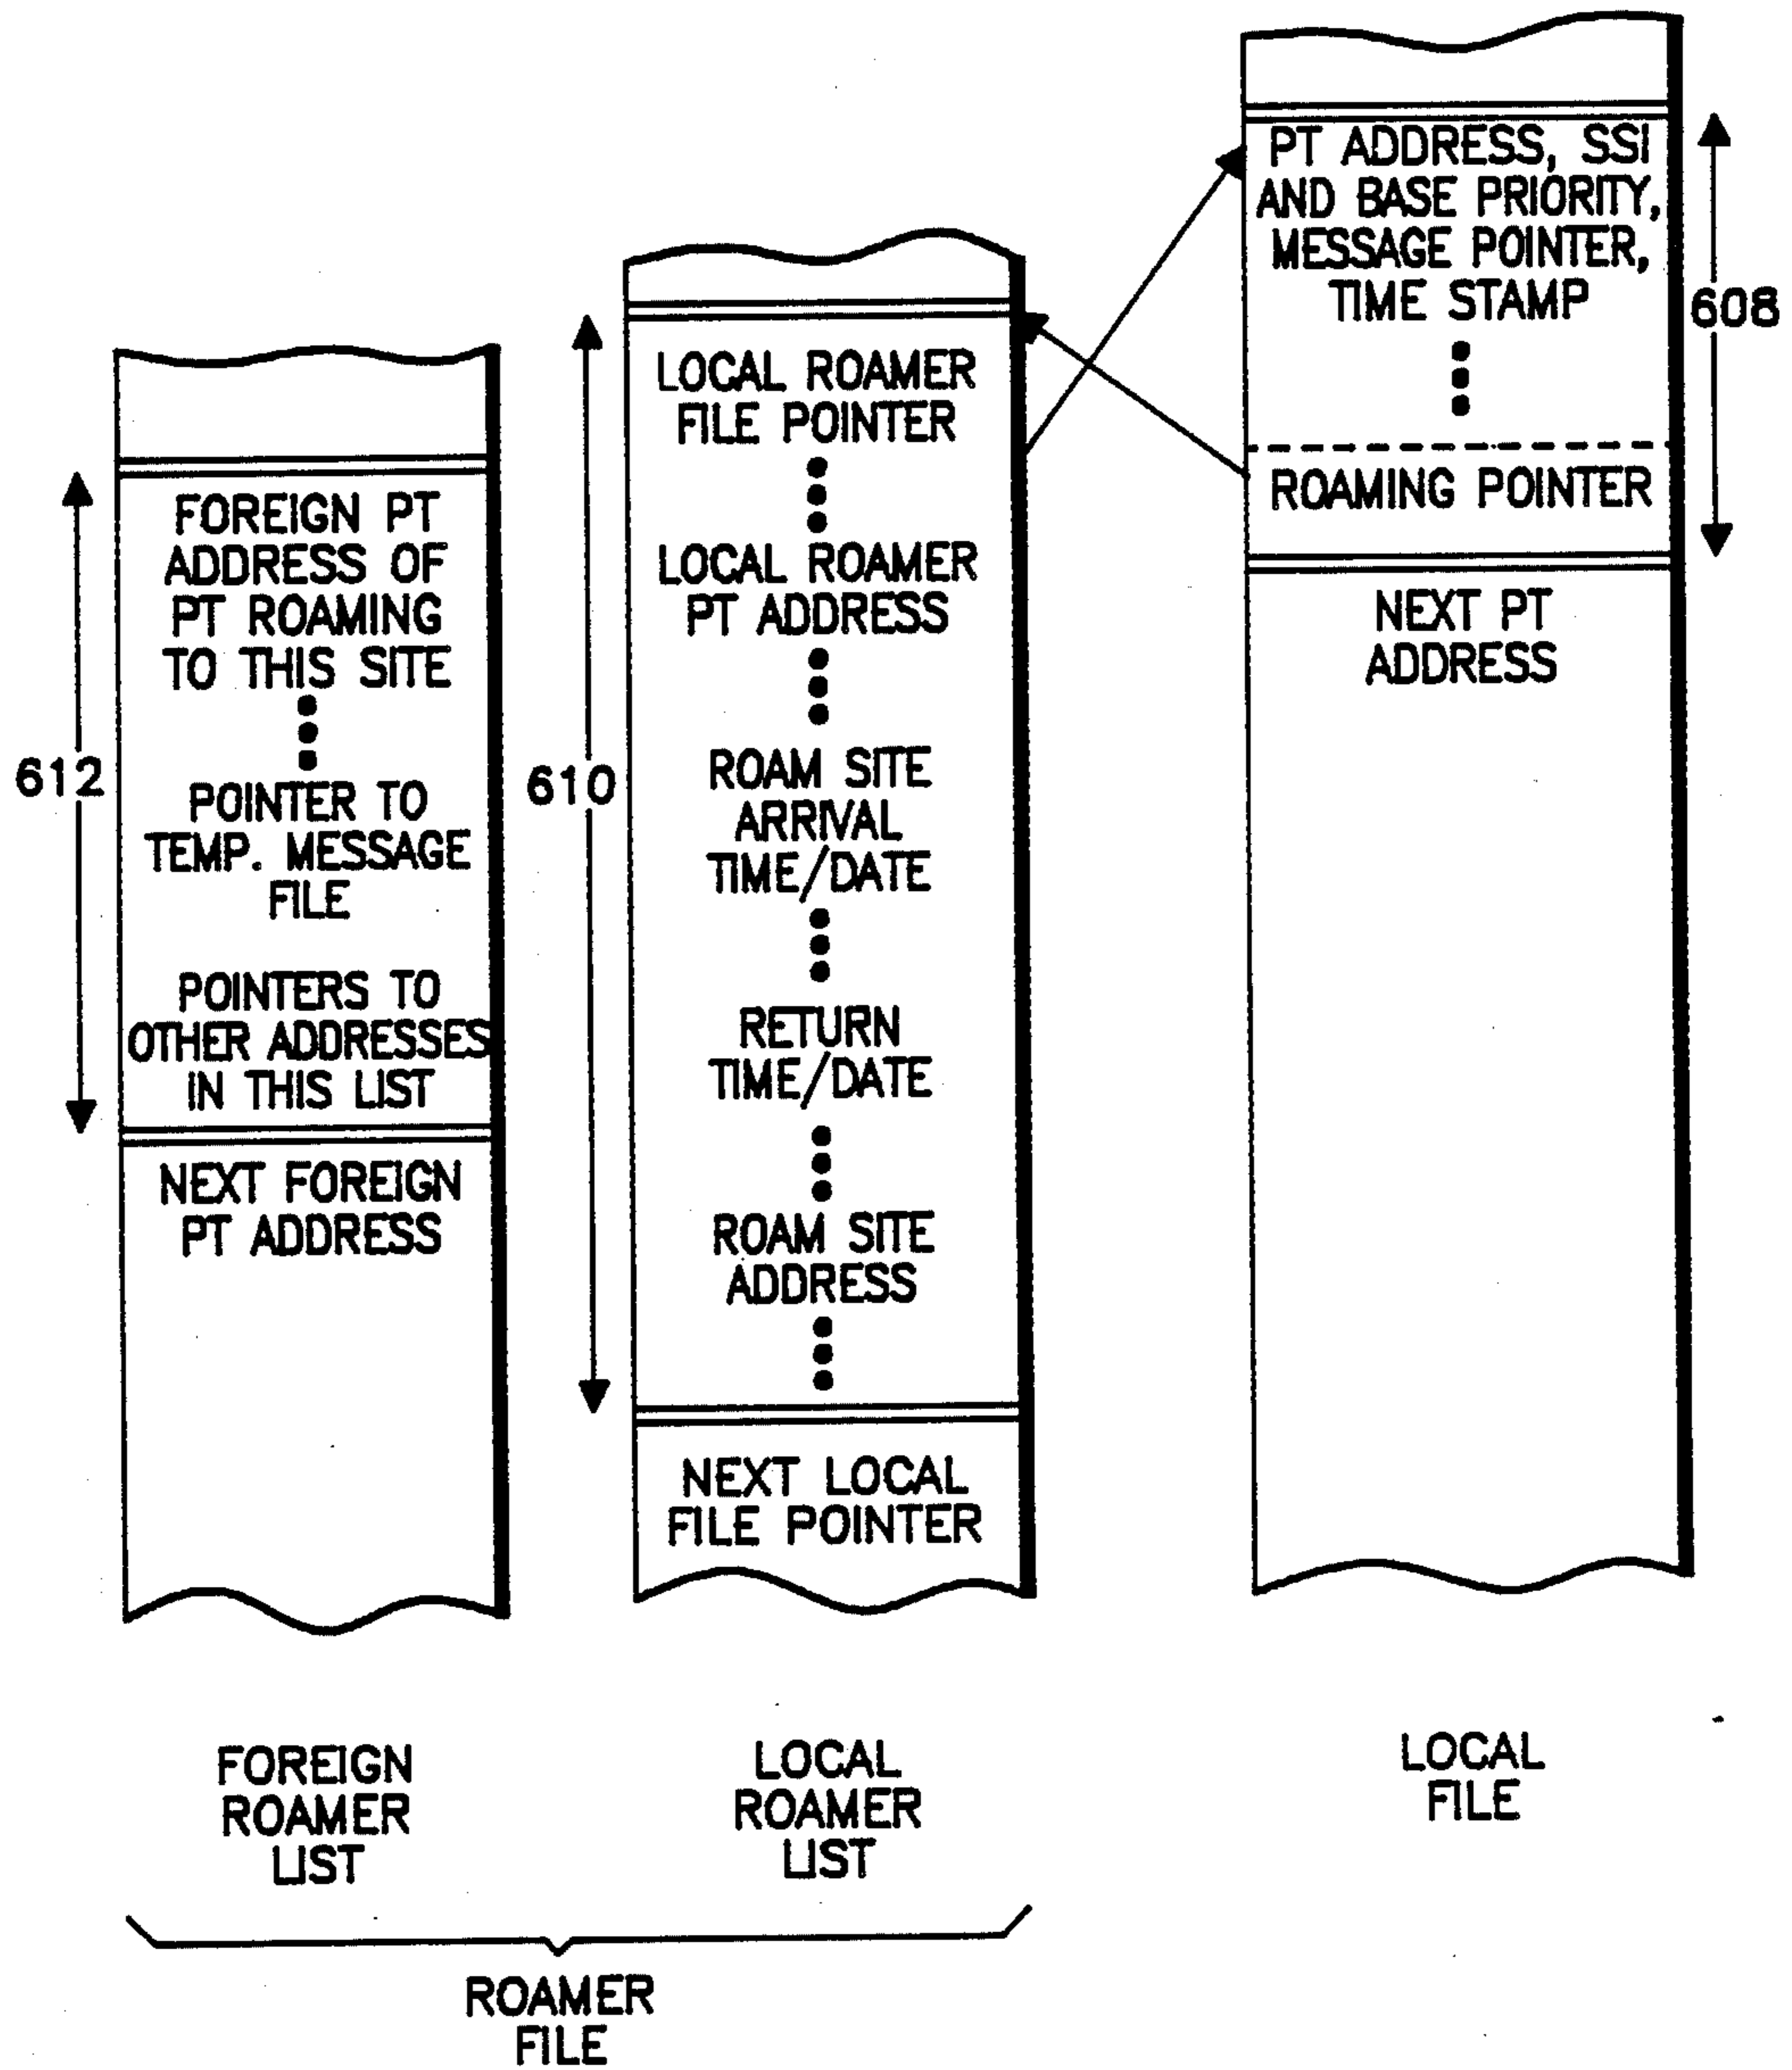 FOREIGN PT
ADDRESS OF
PT ROAMING
TO THIS SITE
POINTER TO
TEMP. MESSAGE
FILE
POINTERS TO
OTHER ADDRESSES
IN THIS LIST
612
NEXT FOREIGN
PT ADDRESS
LOCAL ROAMER
FILE POINTER
LOCAL ROAMER
PT ADDRESS
ROAM SITE
ARRIVAL
TIME/DATE
610
RETURN
TIME/DATE
ROAM SITE
ADDRESS
NEXT LOCAL
FILE POINTER
PT ADDRESS, SSI
AND BASE PRIORITY,
MESSAGE POINTER,
TIME STAMP
608
ROAMING POINTER
NEXT PT
ADDRESS
FOREIGN
ROAMER
LIST
LOCAL
ROAMER
LIST
LOCAL
FILE
ROAMER
FILE